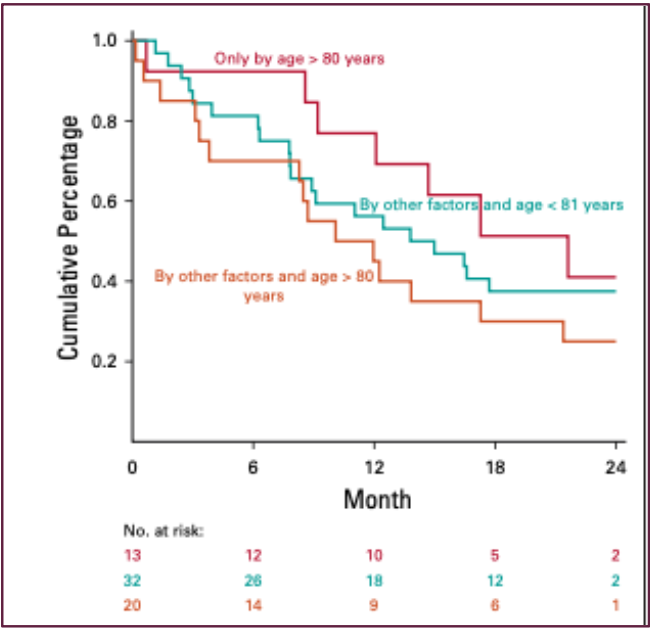 Cumulative Percentage
1.0
0.8
0.6
0.4
0.2
Only by age > 80 years
By other factors and age < 81 years
By other factors and age > 80
years
0 6 12 18 24
Month
No. at risk:
13 12 10 5 2
32 26 18 12 2
20 14 9 6 1